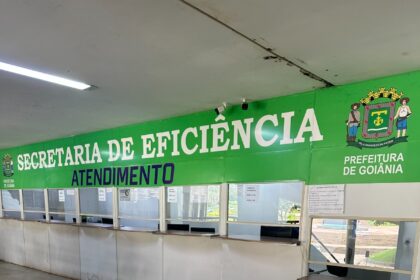 SECRETARIA DE EFICIÊNCIA
ATENDIMENTO
PREFEITURA
DE GOIÂNIA